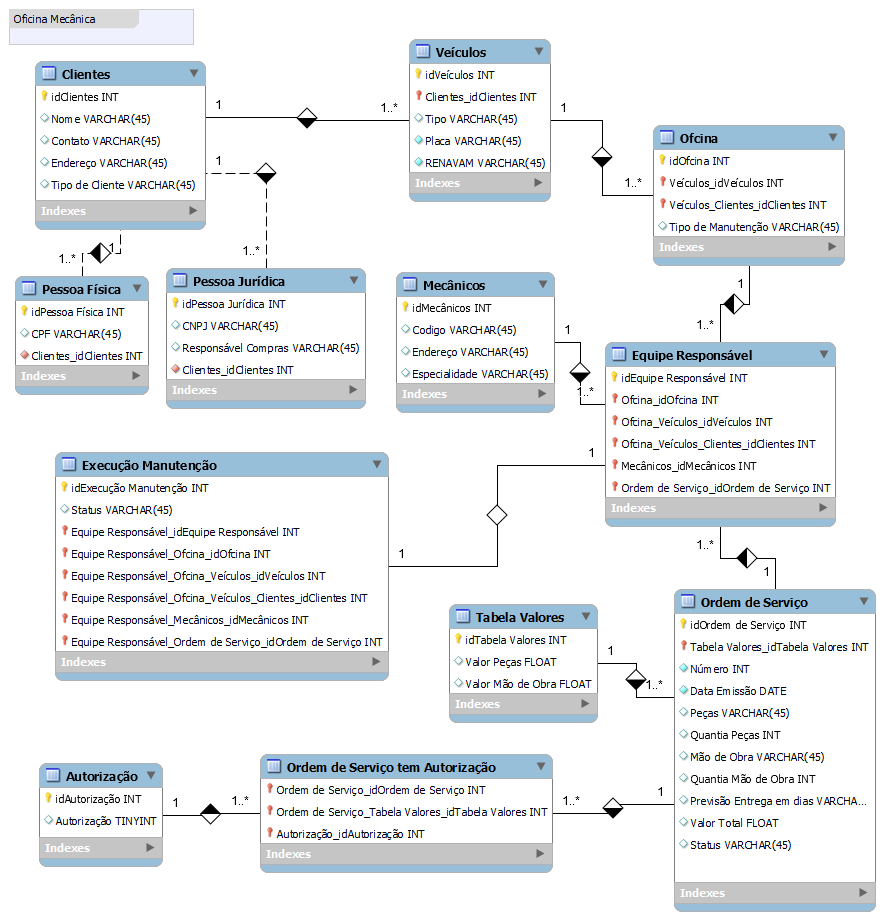 Oficina Mecânica
Clientes
idClientes INT
Nome VARCHAR(45)
Contato VARCHAR(45)
Endereço VARCHAR(45)
Tipo de Cliente VARCHAR(45)
Indexes
1
1..*
Veículos
idVeículos INT
Clientes_idClientes INT
Tipo VARCHAR(45)
Placa VARCHAR(45)
RENAVAM VARCHAR(45)
Indexes
1
1..*
Ofcina
idOfcina INT
Veículos_idVeículos INT
Veículos_Clientes_idClientes INT
Tipo de Manutenção VARCHAR(45)
Indexes
1
1..*
1
1..*
Pessoa Física
idPessoa Física INT
CPF VARCHAR(45)
Clientes_idClientes INT
Indexes
Pessoa Jurídica
idPessoa Jurídica INT
CNPJ VARCHAR(45)
Responsável Compras VARCHAR(45)
Clientes_idClientes INT
Indexes
Mecânicos
idMecânicos INT
Codigo VARCHAR(45)
Endereço VARCHAR(45)
Especialidade VARCHAR(45)
Indexes
1
1..*
1
1..*
Equipe Responsável
idEquipe Responsável INT
Ofcina_idOfcina INT
Ofcina_Veículos_idVeículos INT
Ofcina_Veículos_Clientes_idClientes INT
Mecânicos_idMecânicos INT
Ordem de Serviço_idOrdem de Serviço INT
Indexes
1
1
Execução Manutenção
idExecução Manutenção INT
Status VARCHAR(45)
Equipe Responsável_idEquipe Responsável INT
Equipe Responsável_Ofcina_idOfcina INT
Equipe Responsável_Ofcina_Veículos_idVeículos INT
Equipe Responsável_Ofcina_Veículos_Clientes_idClientes INT
Equipe Responsável_Mecânicos_idMecânicos INT
Equipe Responsável_Ordem de Serviço_idOrdem de Serviço INT
Indexes
1..*
1
Tabela Valores
idTabela Valores INT
Valor Peças FLOAT
Valor Mão de Obra FLOAT
Indexes
1
1..*
Ordem de Serviço
idOrdem de Serviço INT
Tabela Valores_idTabela Valores INT
Número INT
Data Emissão DATE
Peças VARCHAR(45)
Quantia Peças INT
Mão de Obra VARCHAR(45)
Quantia Mão de Obra INT
Previsão Entrega em dias VARCHA...
Valor Total FLOAT
Status VARCHAR(45)
Indexes
Autorização
idAutorização INT
Autorização TINYINT
Indexes
1
1..*
Ordem de Serviço tem Autorização
Ordem de Serviço_idOrdem de Serviço INT
Ordem de Serviço_Tabela Valores_idTabela Valores INT
Autorização_idAutorização INT
Indexes
1..*
1